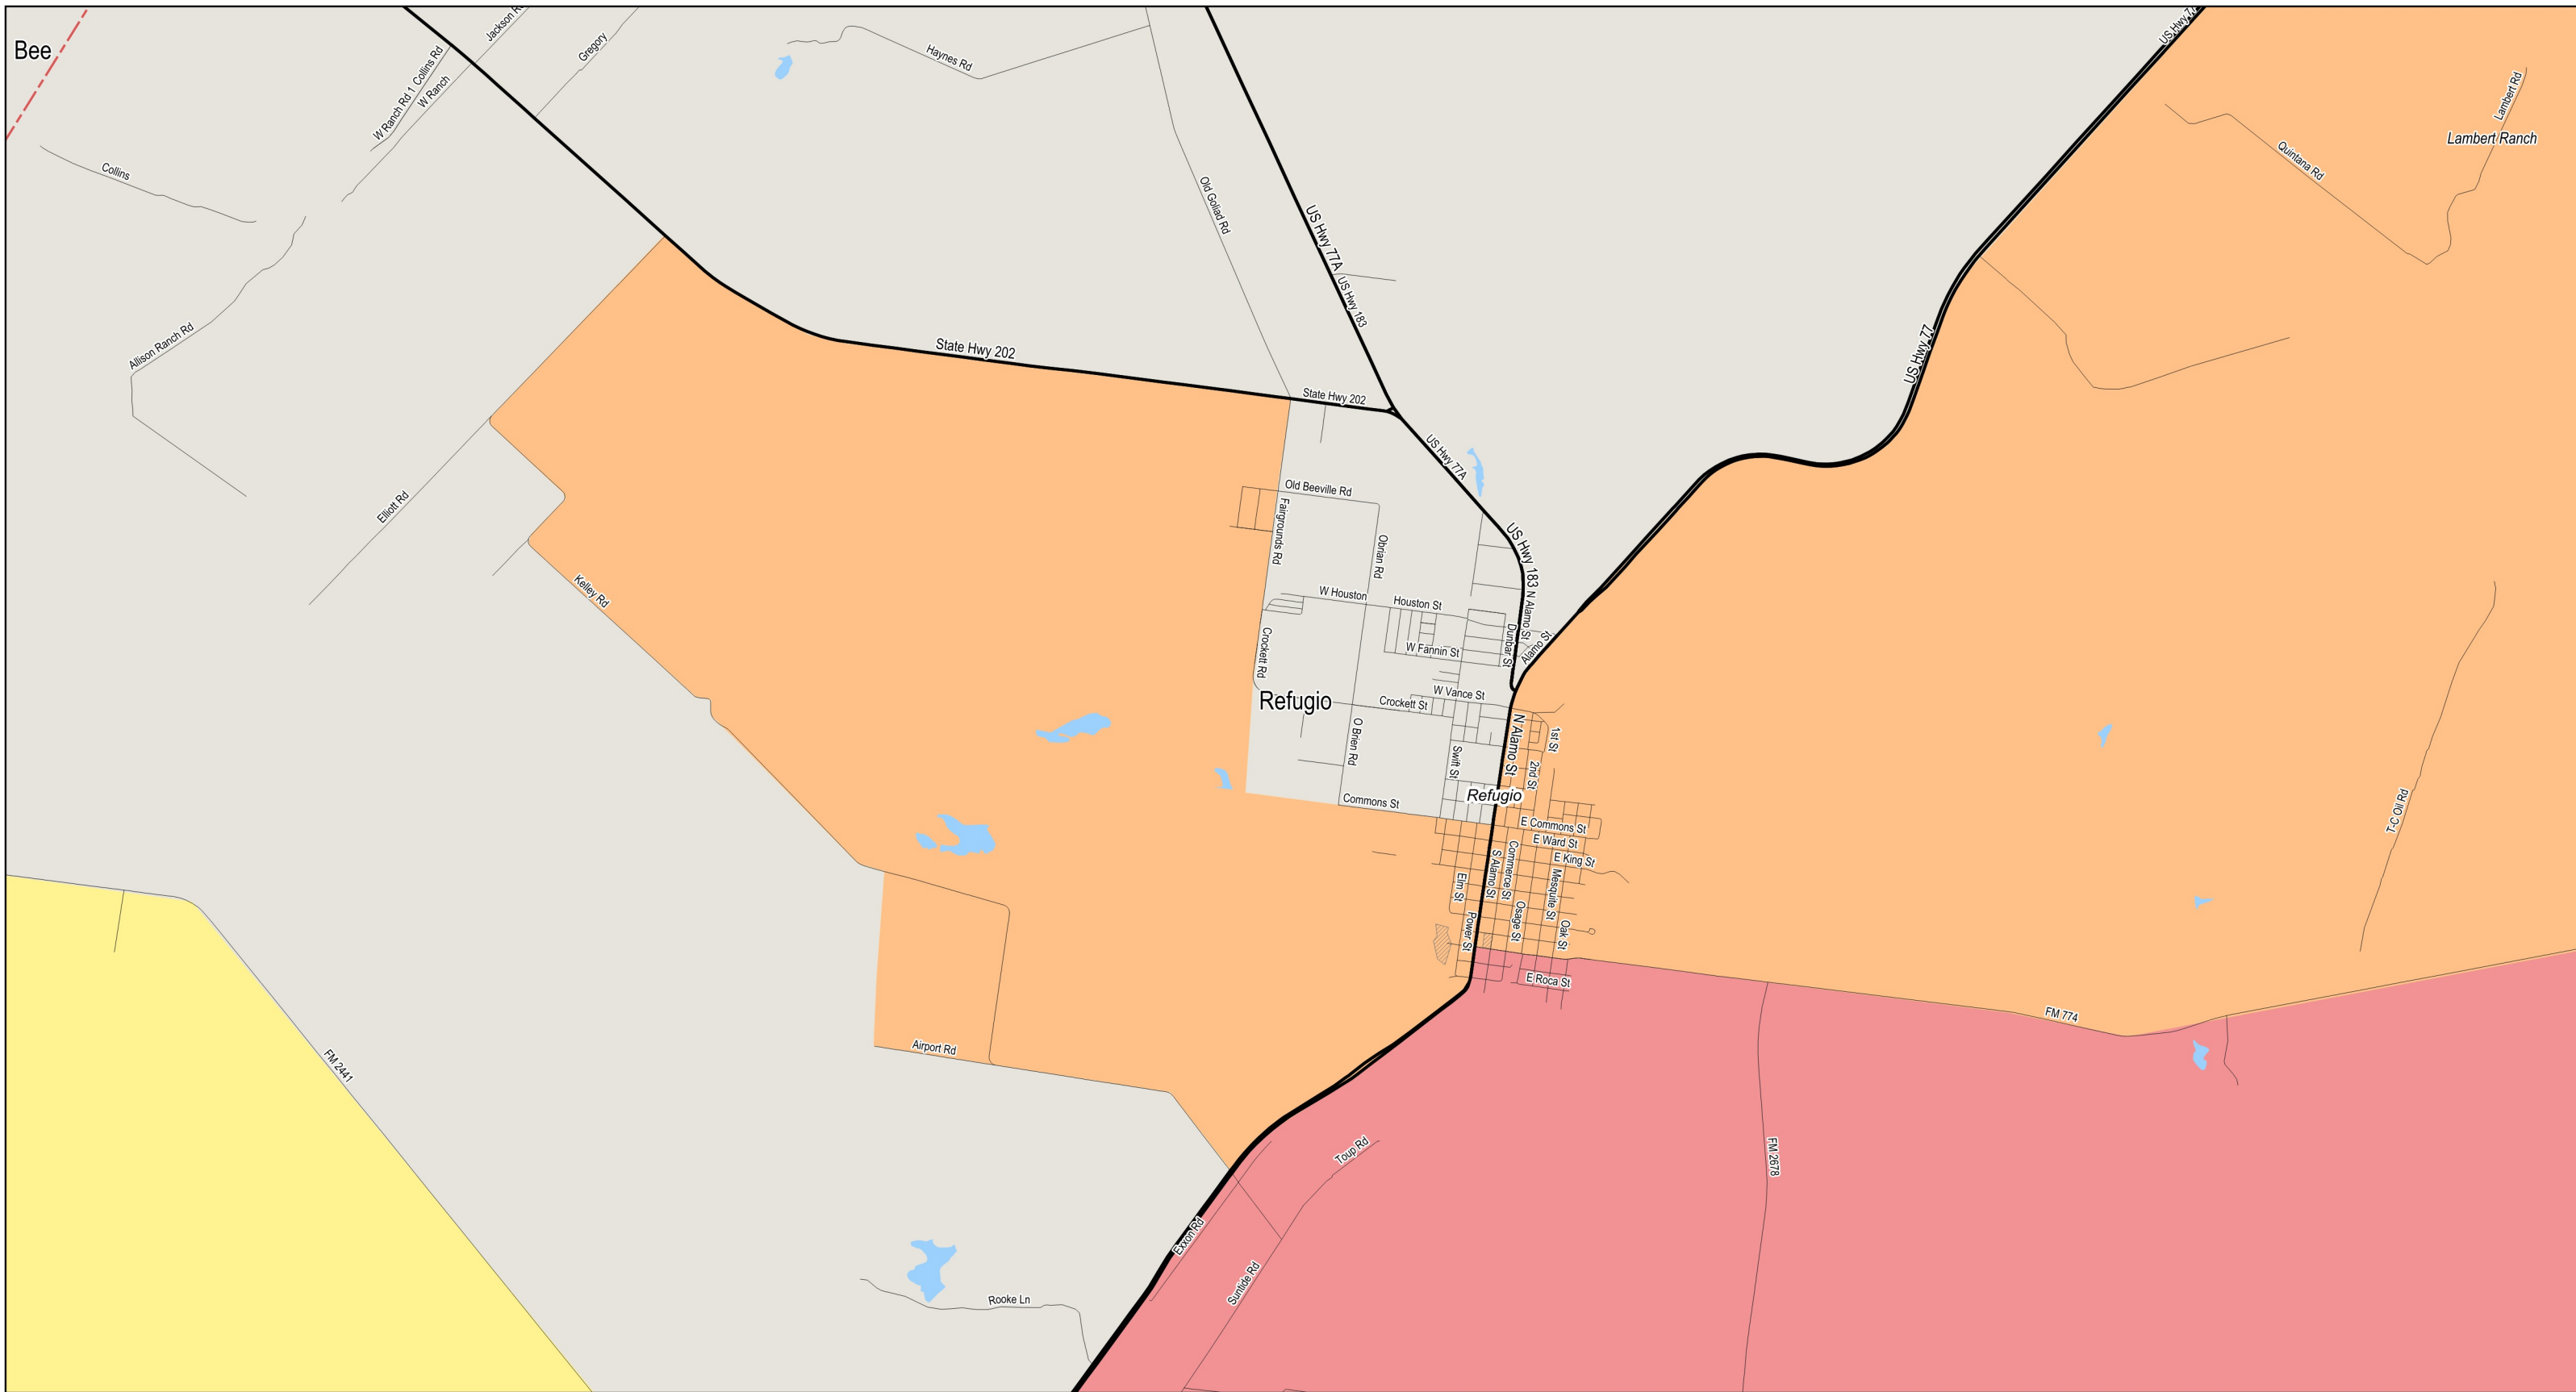 Bee
Jackson
W Ranch Rd 1
Collins Rd
W Ranch
Gregory
Haynes Rd
US Hwy 77
Lambert Rd
Lambert Ranch
Quintana Rd
Collins
Old Goliad Rd
US Hwy 77A
US Hwy 183
Allison Ranch Rd
State Hwy 202
US Hwy 77
State Hwy 202
US Hwy 77A
Elliott Rd
Old Beeville Rd
Fairgrounds Rd
Obrian Rd
US Hwy 183
N Alamo St
Kelley Rd
W Houston
Houston St
Dunbar St
Alamo St
Crockett Rd
W Fannin St
Refugio
W Vance St
Crockett St
N Alamo St
1st St
O Brien Rd
Swift St
2nd St
Refugio
Commons St
T-C Oil Rd
E Commons St
E Ward St
E King St
S Alamo St
Commerce St
Elm St
Mesquite St
Power St
Osage St
Oak St
E Roca St
FM 774
Airport Rd
FM 2441
Toup Rd
FM 2678
Exxon Rd
Suntide Rd
Rooke Ln